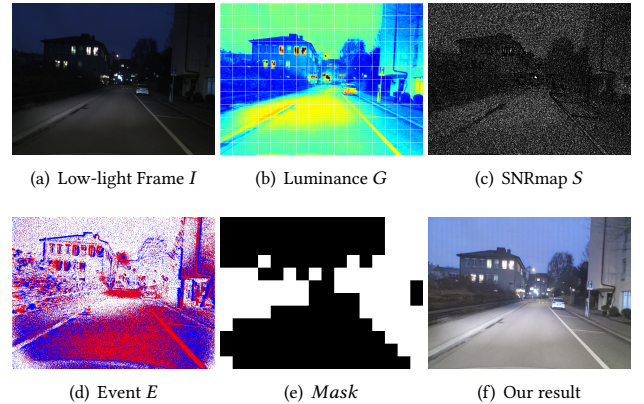 (a) Low-light Frame I
(b) Luminance G
(c) SNRmap S
(d) Event E
(e) Mask
(f) Our result